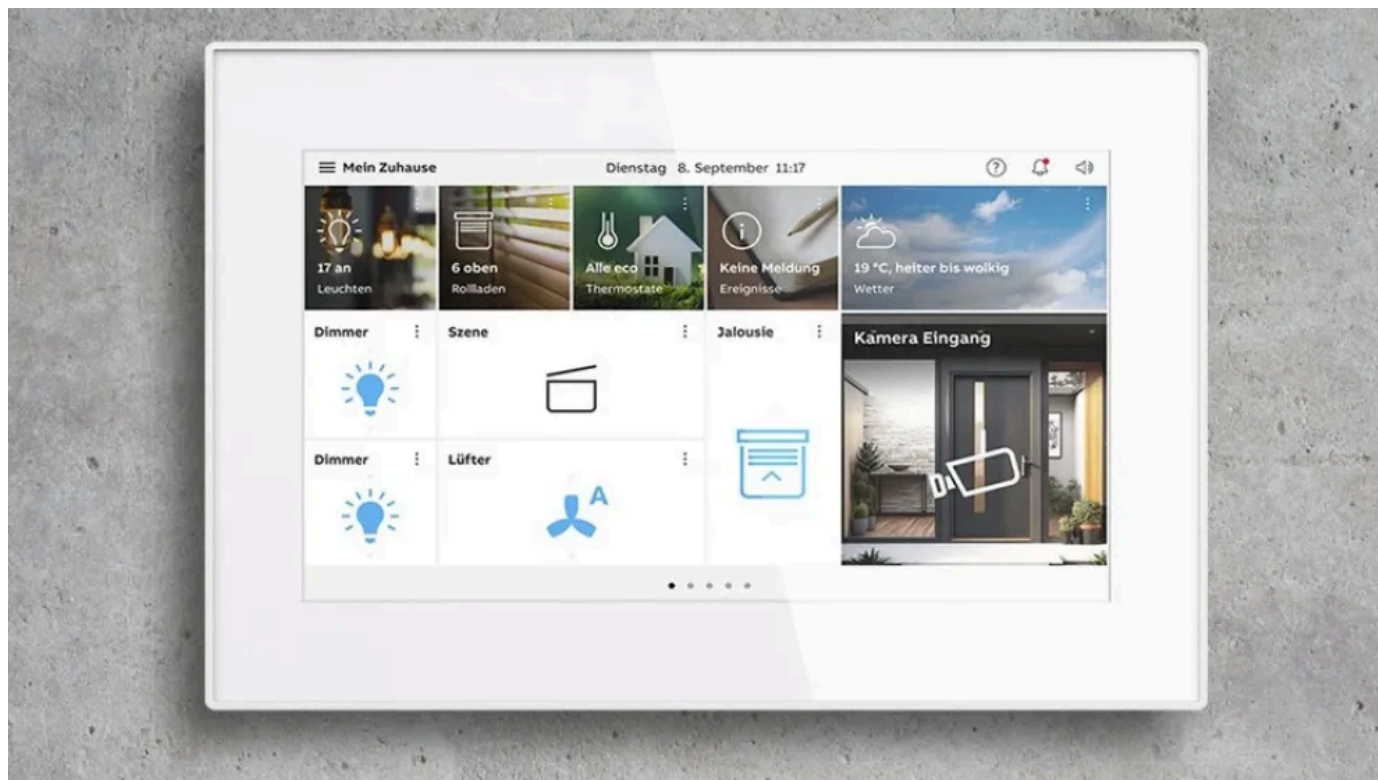 Mein Zuhause
Dienstag 8. September 11:17
17 an
Leuchten
6 oben
Rollladen
Alle eco
Thermostate
Keine Meldung
Ereignisse
19 °C, heiter bis wolkig
Wetter
Dimmer
Szene
Jalousie
Kamera Eingang
Dimmer
Lüfter
A